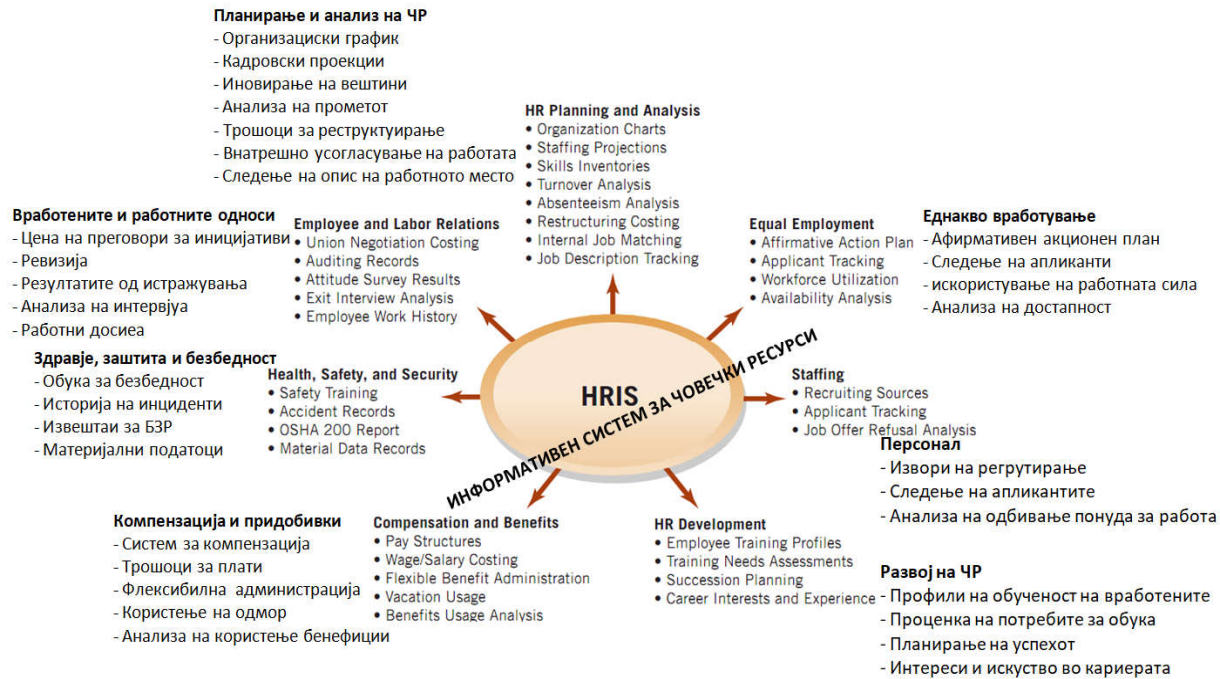 Планирање и анализ на ЧР
- Организациски график
- Кадровски проекции
- Иновирање на вештини
- Анализа на прометот
- Трошоци за реструктуирање
- Внатрешно усогласување на работата
- Следење на опис на работното место
HR Planning and Analysis
• Organization Charts
• Staffing Projections
• Skills Inventories
• Turnover Analysis
• Absenteeism Analysis
• Restructuring Costing
• Internal Job Matching
• Job Description Tracking
Вработените и работните односи
- Цена на преговори за иницијативи
- Ревизија
- Резултатите од истражувања
- Анализа на интервјуа
- Работни досиеа
Employee and Labor Relations
• Union Negotiation Costing
• Auditing Records
• Attitude Survey Results
• Exit Interview Analysis
• Employee Work History
Equal Employment
• Affirmative Action Plan
• Applicant Tracking
• Workforce Utilization
• Availability Analysis
Еднакво вработување
- Афирмативен акционен план
- Следење на апликанти
- искористување на работната сила
- Анализа на достапност
Здравје, заштита и безбедност
- Обука за безбедност
- Историја на инциденти
- Извештаи за БЗР
- Материјални податоци
Health, Safety, and Security
• Safety Training
• Accident Records
• OSHA 200 Report
• Material Data Records
HRIS
ИНФОРМАТИВЕН СИСТЕМ ЗА ЧОВЕЧКИ РЕСУРСИ
Staffing
• Recruiting Sources
• Applicant Tracking
• Job Offer Refusal Analysis
Персонал
- Извори на регрутирање
- Следење на апликантите
- Анализа на одбивање понуда за работа
Компензација и придобивки
- Систем за компензација
- Трошоци за плати
- Флексибилна администрација
- Користење на одмор
- Анализа на користење бенефиции
Compensation and Benefits
• Pay Structures
• Wage/Salary Costing
• Flexible Benefit Administration
• Vacation Usage
• Benefits Usage Analysis
HR Development
• Employee Training Profiles
• Training Needs Assessments
• Succession Planning
• Career Interests and Experience
Развој на ЧР
- Профили на обученост на вработените
- Проценка на потребите за обука
- Планирање на успехот
- Интереси и искуство во кариерата